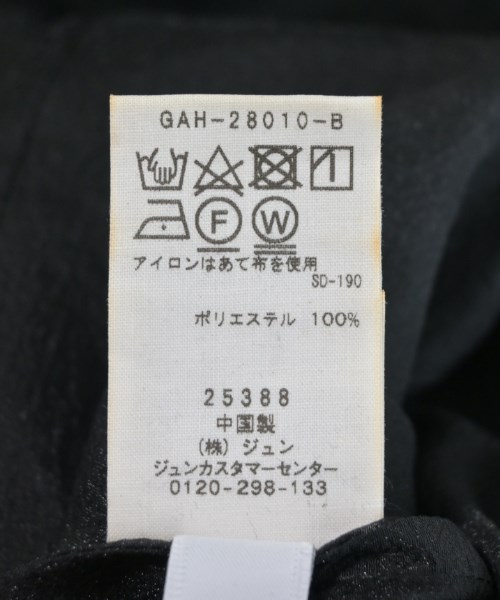 GAH-28010-B
F W
アイロンはあて布を使用
SD-190
ポリエステル 100%
25388
中国製
(株) ジュン
ジュンカスタマーセンター
0120-298-133